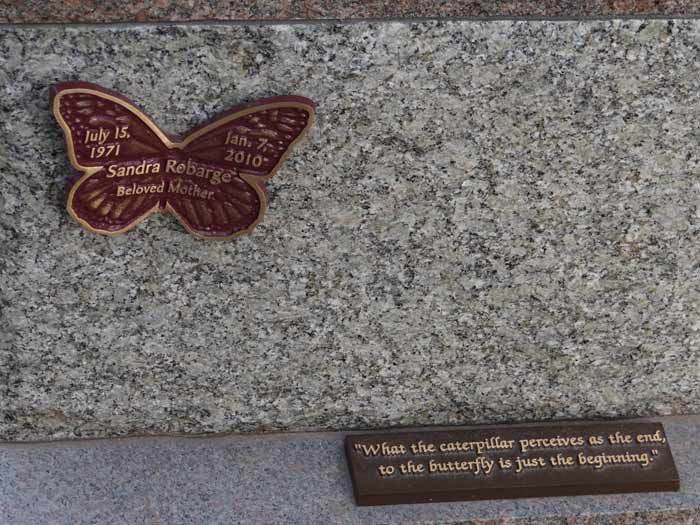 July 15, Jan. 7,
1971 2010
Sandra Robarge
Beloved Mother
"What the caterpillar perceives as the end,
to the butterfly is just the beginning."